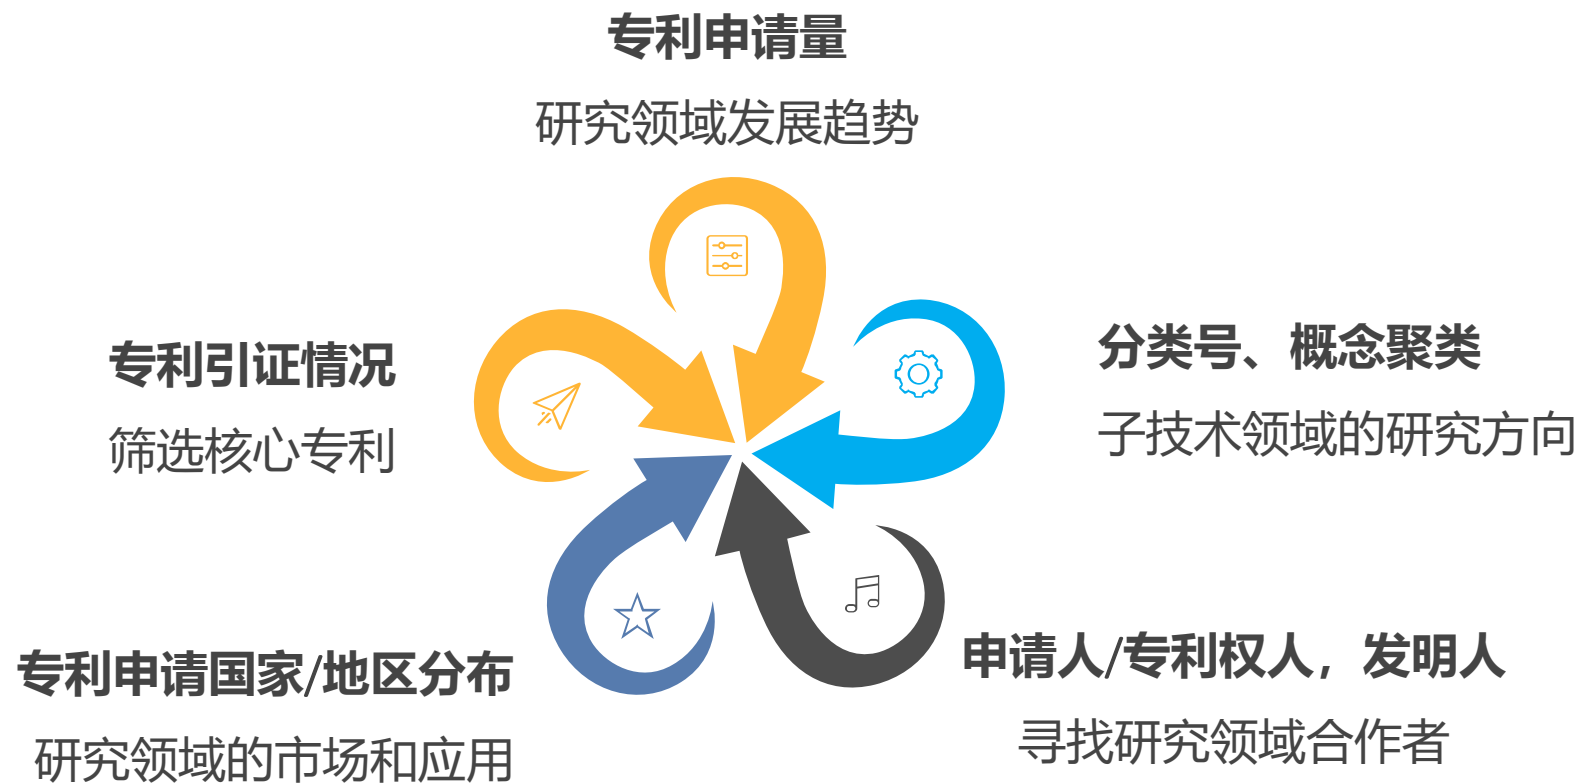 专利申请量
研究领域发展趋势
分类号、概念聚类
子技术领域的研究方向
专利引证情况
筛选核心专利
申请人/专利权人，发明人
寻找研究领域合作者
专利申请国家/地区分布
研究领域的市场和应用